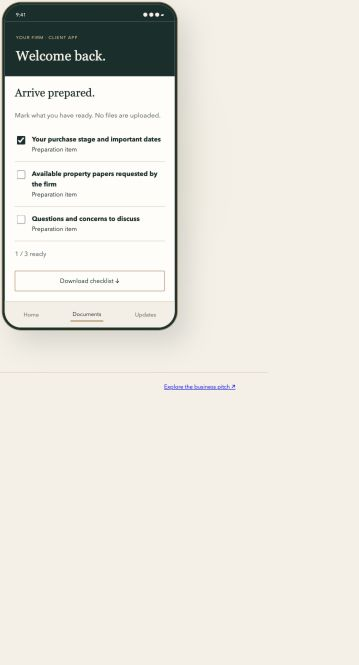 9:41
YOUR FIRM · CLIENT APP
Welcome back.
Arrive prepared.
Mark what you have ready. No files are uploaded.
Your purchase stage and important dates
Preparation item
Available property papers requested by
the firm
Preparation item
Questions and concerns to discuss
Preparation item
1 / 3 ready
Download checklist ↓
Home Documents Updates
Explore the business pitch ↗